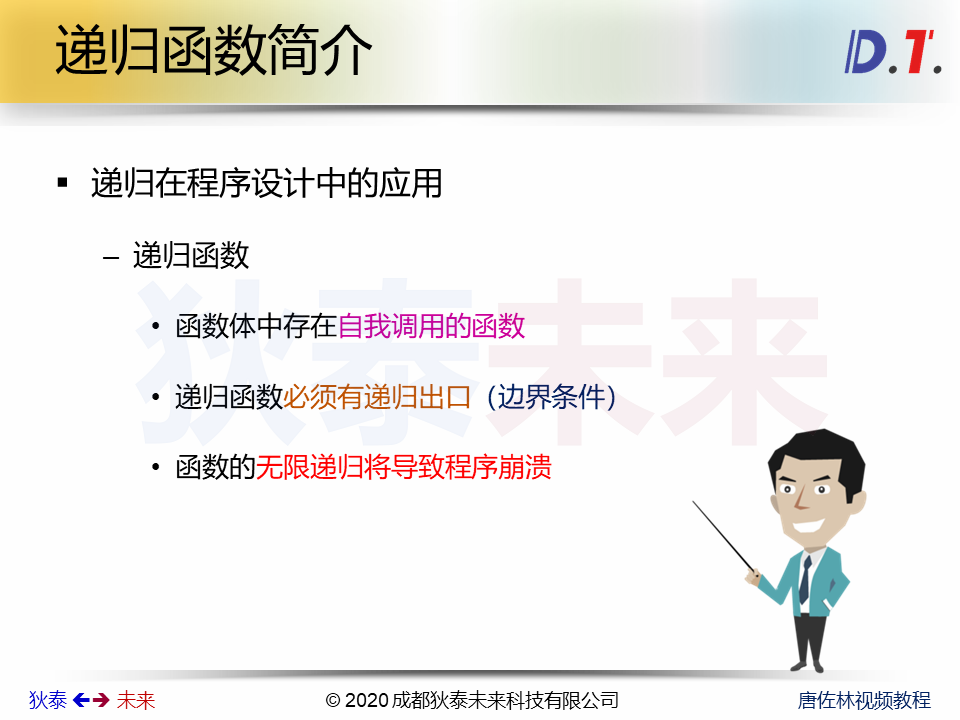 递归函数简介
D.T.
▪ 递归在程序设计中的应用
– 递归函数
• 函数体中存在自我调用的函数
• 递归函数必须有递归出口（边界条件）
• 函数的无限递归将导致程序崩溃
狄泰未来
狄泰 🡸🡺 未来
© 2020 成都狄泰未来科技有限公司
唐佐林视频教程